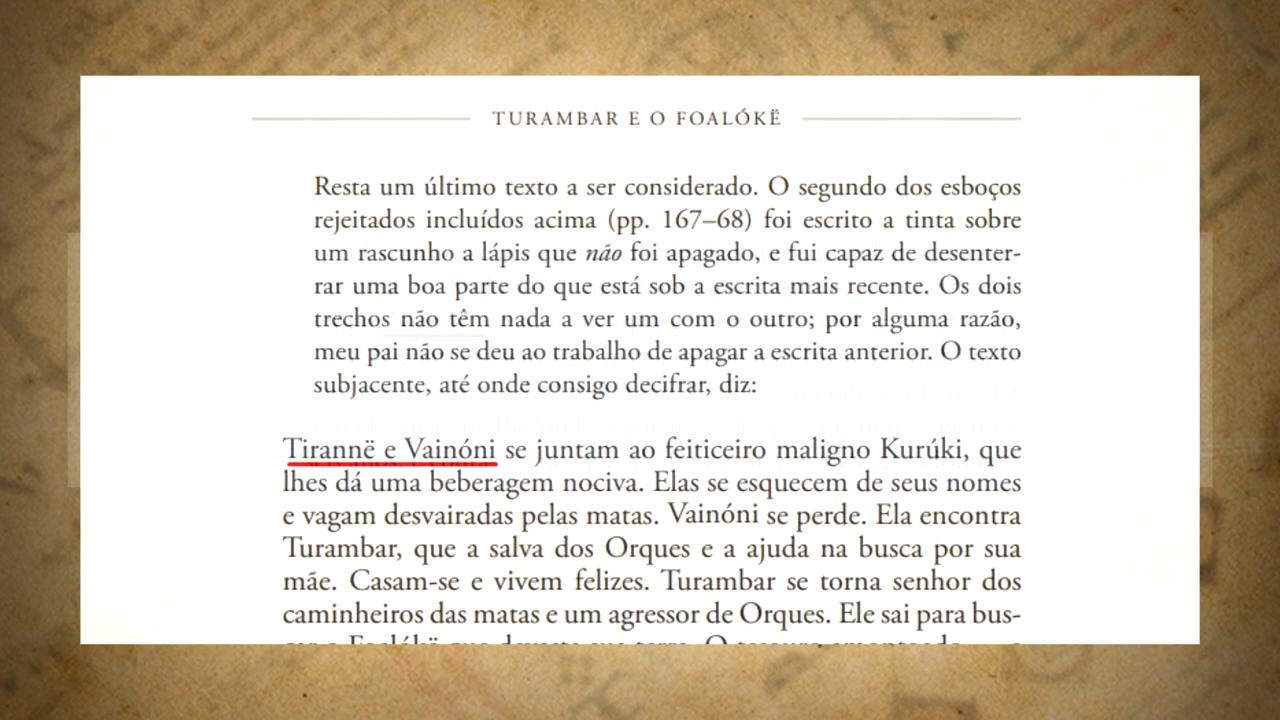 TURAMBAR E O FOALÓKË
Resta um último texto a ser considerado. O segundo dos esboços
rejeitados incluídos acima (pp. 167–68) foi escrito a tinta sobre
um rascunho a lápis que não foi apagado, e fui capaz de desenter-
rar uma boa parte do que está sob a escrita mais recente. Os dois
trechos não têm nada a ver um com o outro; por alguma razão,
meu pai não se deu ao trabalho de apagar a escrita anterior. O texto
subjacente, até onde consigo decifrar, diz:
Tirannë e Vainóni se juntam ao feiticeiro maligno Kurúki, que
lhes dá uma beberagem nociva. Elas se esquecem de seus nomes
e vagam desvairadas pelas matas. Vainóni se perde. Ela encontra
Turambar, que a salva dos Orques e a ajuda na busca por sua
mãe. Casam-se e vivem felizes. Turambar se torna senhor dos
caminheiros das matas e um agressor de Orques. Ele sai para bus-